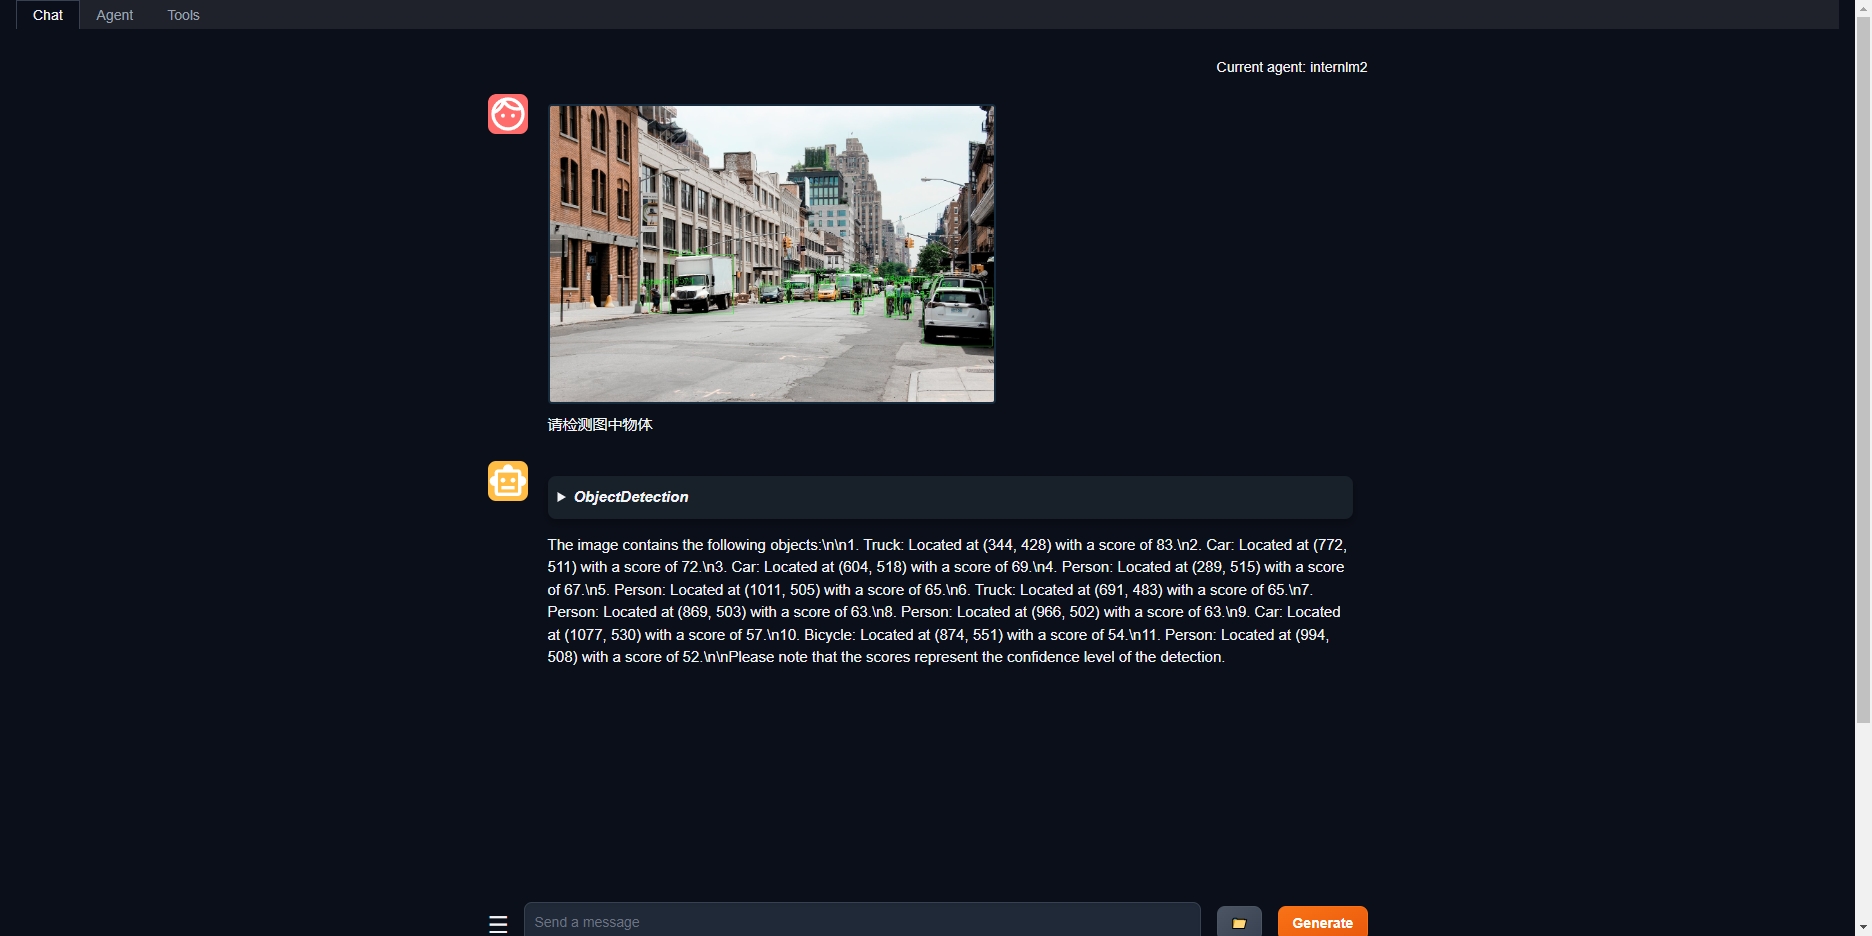 Chat Agent Tools
Current agent: internlm2
请检测图中物体
ObjectDetection
The image contains the following objects:\n\n1. Truck: Located at (344, 428) with a score of 83.\n2. Car: Located at (772,
511) with a score of 72.\n3. Car: Located at (604, 518) with a score of 69.\n4. Person: Located at (289, 515) with a score
of 67.\n5. Person: Located at (1011, 505) with a score of 65.\n6. Truck: Located at (691, 483) with a score of 65.\n7.
Person: Located at (869, 503) with a score of 63.\n8. Person: Located at (966, 502) with a score of 63.\n9. Car: Located
at (1077, 530) with a score of 57.\n10. Bicycle: Located at (874, 551) with a score of 54.\n11. Person: Located at (994,
508) with a score of 52.\n\nPlease note that the scores represent the confidence level of the detection.
Send a message
Generate